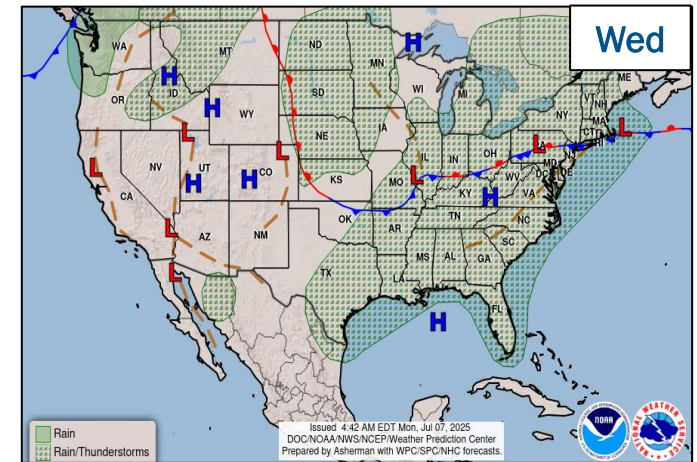 Wed
WA
MT
ND
MN
ME
H
H
OR
ID
H
WY
SD
WI
MI
VT
NH
NY
MA
CT
RI
L
L
L
L
NE
IA
L
NV
UT
H
H
CO
KS
MO
L
IL
IN
OH
PA
NJ
MD
DE
DC
WV
VA
KY
H
CA
L
AZ
NM
OK
AR
TN
NC
SC
L
TX
LA
MS
AL
GA
FL
H
Rain
Rain/Thunderstorms
Issued 4:42 AM EDT Mon, Jul 07, 2025
DOC/NOAA/NWS/NCEP/Weather Prediction Center
Prepared by Asherman with WPC/SPC/NHC forecasts.
NOAA
NATIONAL WEATHER SERVICE